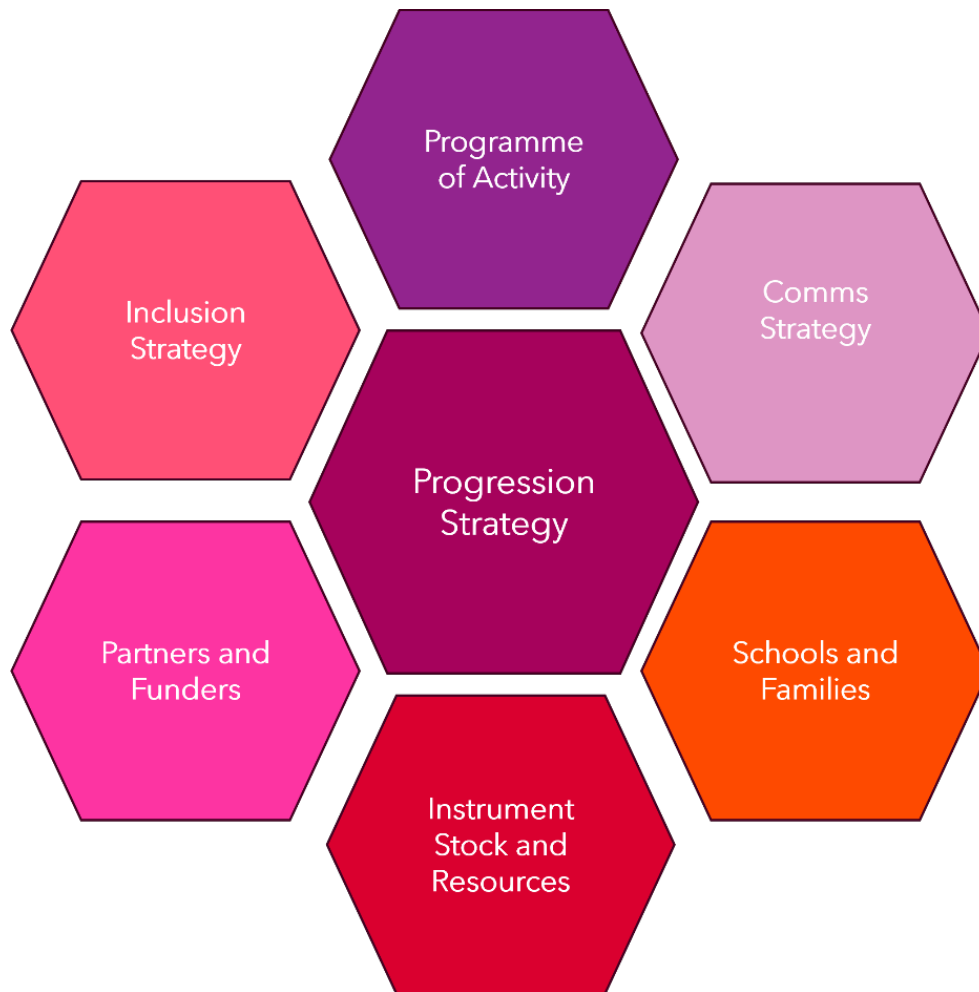 Programme
of Activity
Inclusion
Strategy
Comms
Strategy
Progression
Strategy
Partners and
Funders
Schools and
Families
Instrument
Stock and
Resources